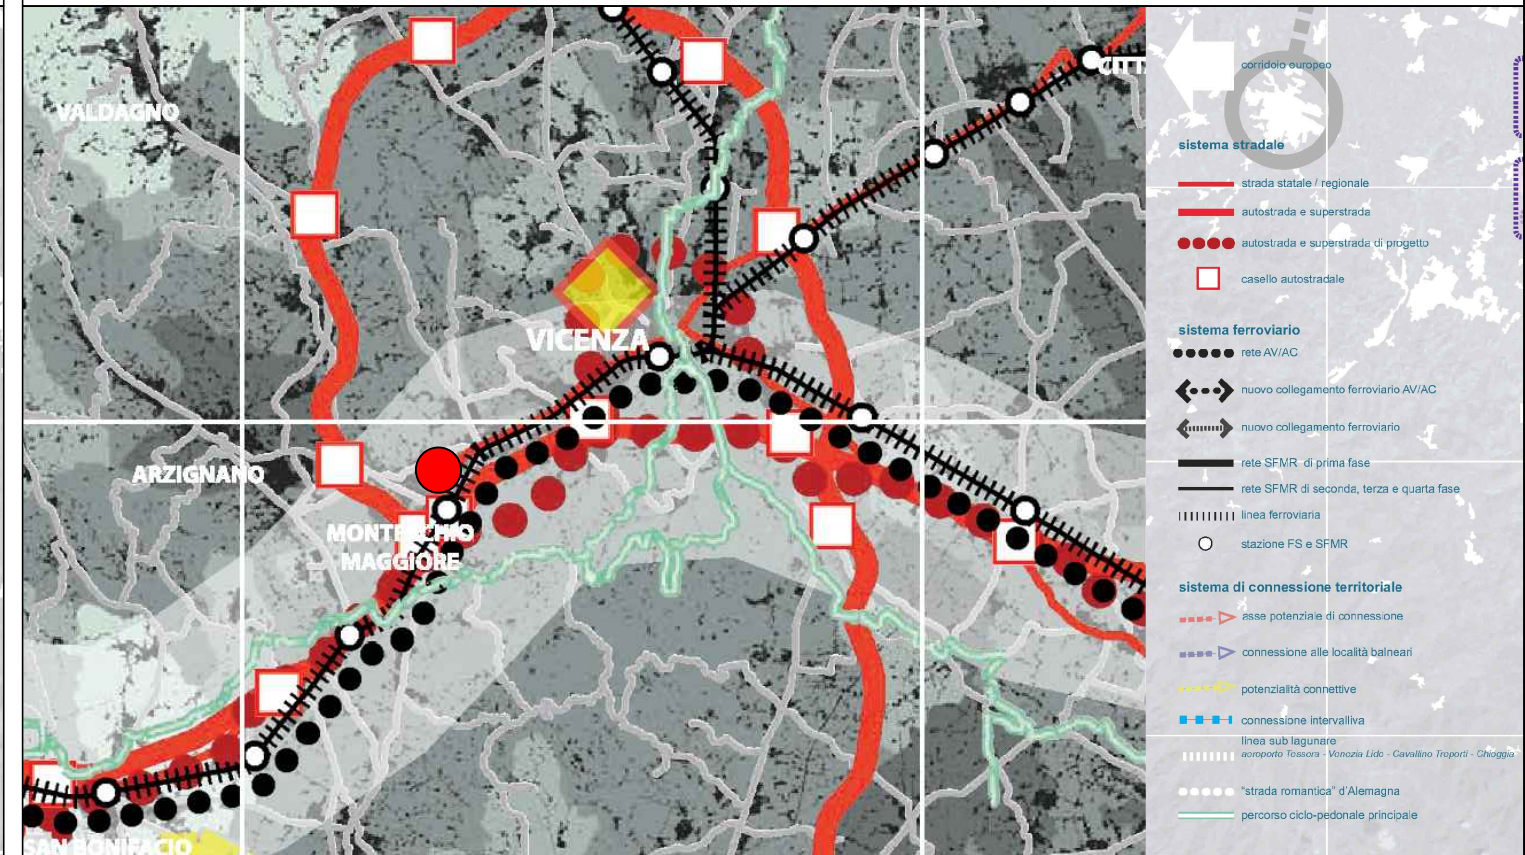 VALDAGNO
CITTA
VICENZA
ARZIGNANO
MONTECCHIO
MAGGIORE
SAN BONIFACIO
corridoio europeo
sistema stradale
strada statale / regionale
autostrada e superstrada
autostrada e superstrada di progetto
casello autostradale
sistema ferroviario
rete AV/AC
nuovo collegamento ferroviario AV/AC
nuovo collegamento ferroviario
rete SFMR di prima fase
rete SFMR di seconda, terza e quarta fase
linea ferroviaria
stazione FS e SFMR
sistema di connessione territoriale
asse potenziale di connessione
connessione alle località balneari
potenzialità connettive
connessione intervalliva
linea sub lagunare
aeroporto Tessera - Venezia Lido - Cavallino Treporti - Chioggia
"strada romantica" d'Alemagna
percorso ciclo-pedonale principale